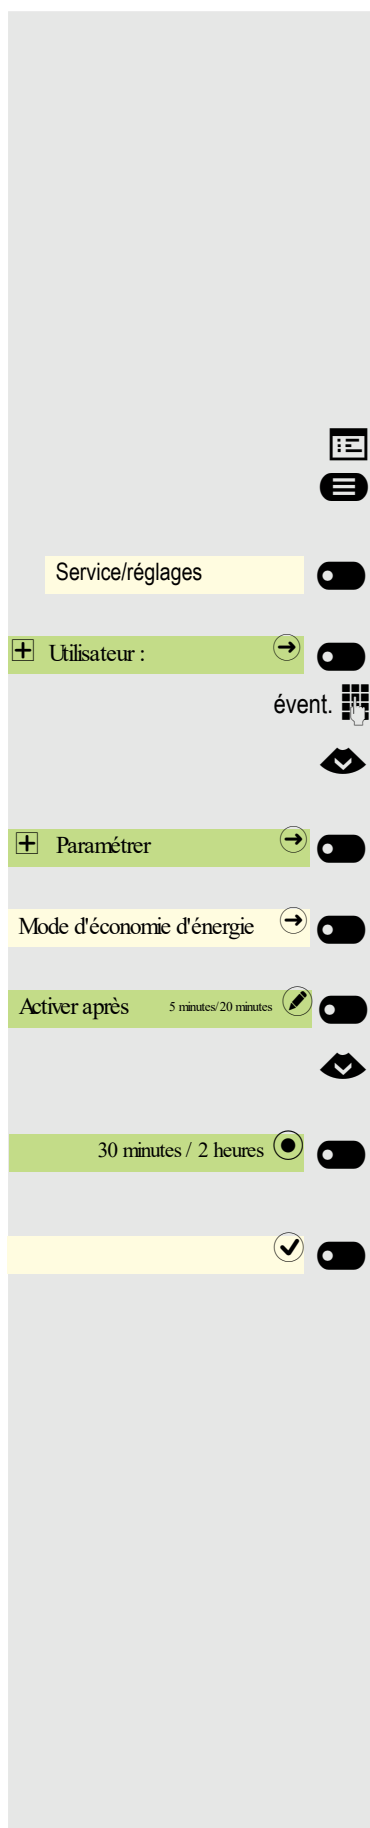 Service/réglages
Utilisateur :
évent.
Paramétrer
Mode d'économie d'énergie
Activer après 5 minutes/20 minutes
30 minutes / 2 heures